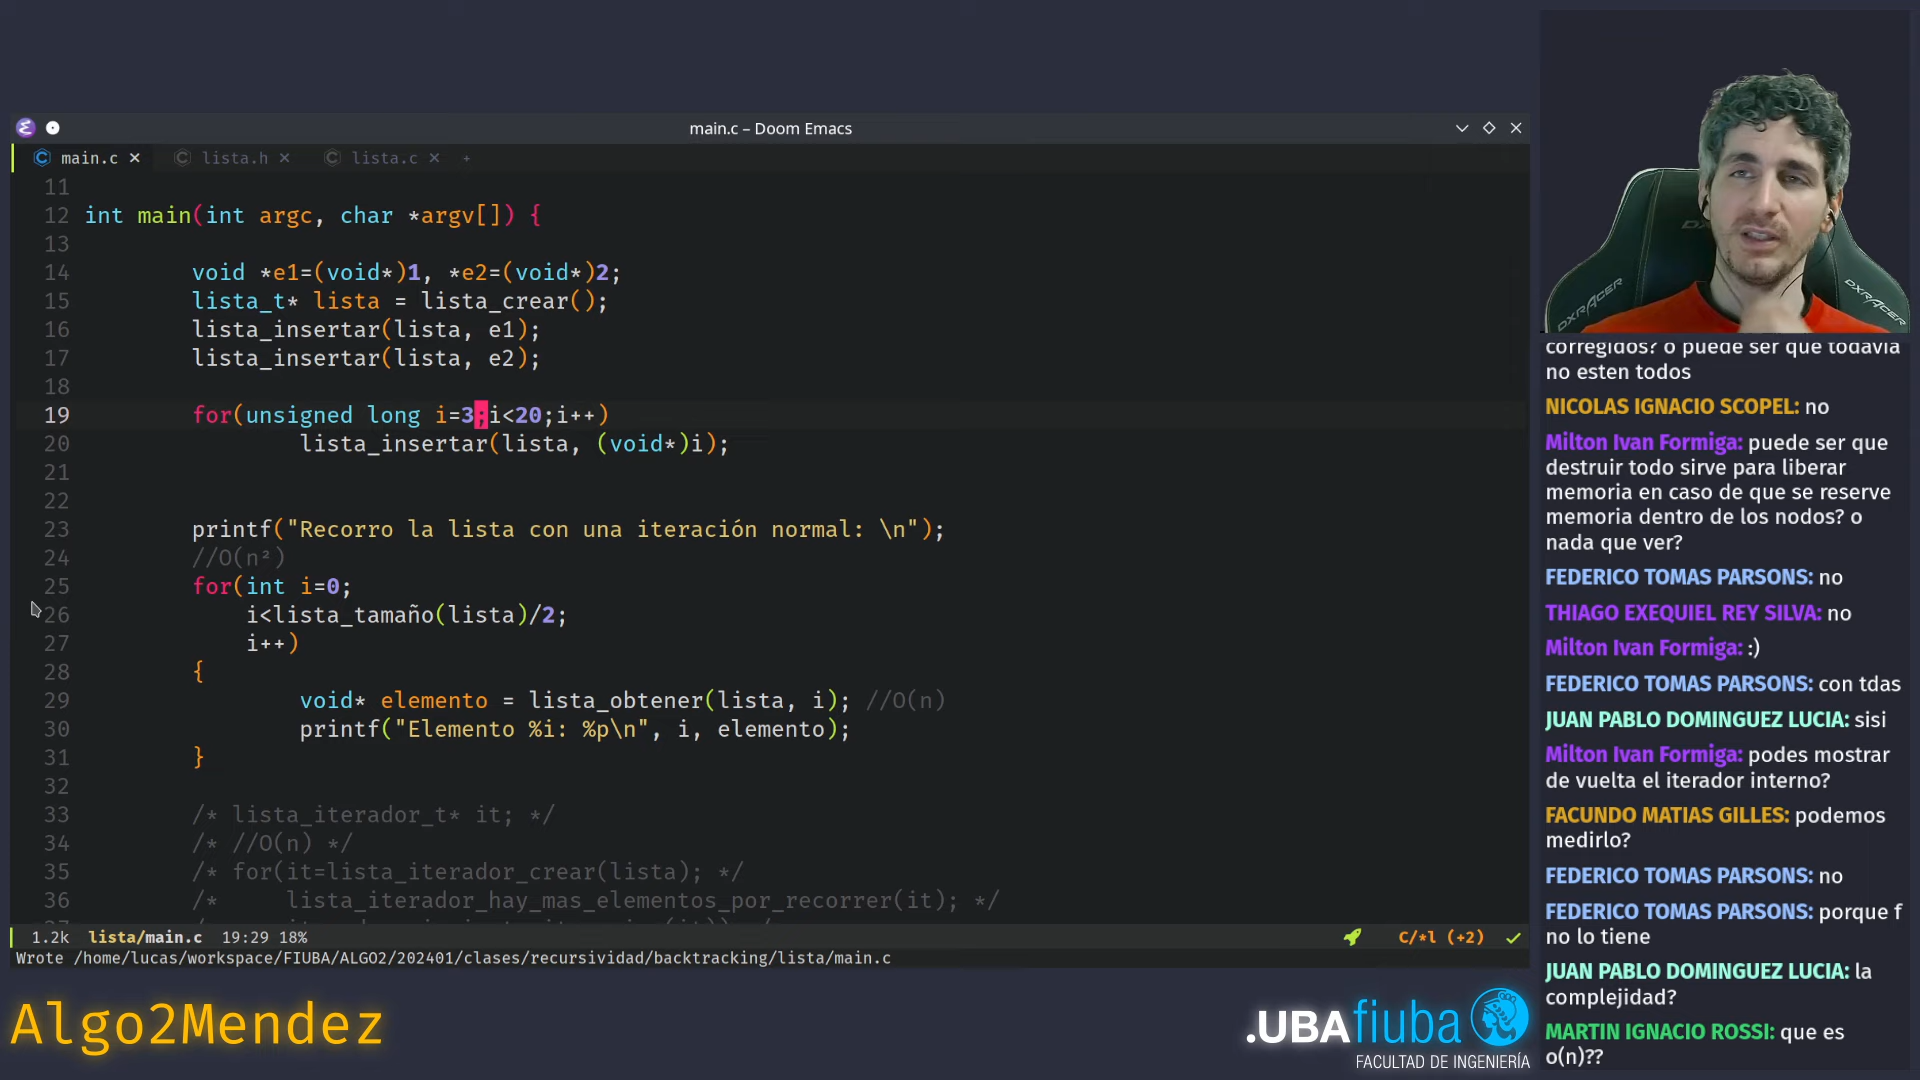 main.c – Doom Emacs
main.c × lista.h × lista.c × +
11
12 int main(int argc, char *argv[]) {
13
14 void *e1=(void*)1, *e2=(void*)2;
15 lista_t* lista = lista_crear();
16 lista_insertar(lista, e1);
17 lista_insertar(lista, e2);
18
19 for(unsigned long i=3;i<20;i++)
20 lista_insertar(lista, (void*)i);
21
22
23 printf("Recorro la lista con una iteración normal: \n");
24 //O(n²)
25 for(int i=0;
26 i<lista_tamaño(lista)/2;
27 i++)
28 {
29 void* elemento = lista_obtener(lista, i); //O(n)
30 printf("Elemento %i: %p\n", i, elemento);
31 }
32
33 /* lista_iterador_t* it; */
34 /* //O(n) */
35 /* for(it=lista_iterador_crear(lista); */
36 /* lista_iterador_hay_mas_elementos_por_recorrer(it); */
1.2k lista/main.c 19:29 18% C/*l (+2)
Wrote /home/lucas/workspace/FIUBA/ALGO2/202401/clases/recursividad/backtracking/lista/main.c
Algo2Mendez
.UBAfiuba
FACULTAD DE INGENIERÍA
DXRACER
DXRACER
corregidos? o puede ser que todavia
no esten todos
NICOLAS IGNACIO SCOPEL: no
Milton Ivan Formiga: puede ser que
destruir todo sirve para liberar
memoria en caso de que se reserve
memoria dentro de los nodos? o
nada que ver?
FEDERICO TOMAS PARSONS: no
THIAGO EXEQUIEL REY SILVA: no
Milton Ivan Formiga: :)
FEDERICO TOMAS PARSONS: con tdas
JUAN PABLO DOMINGUEZ LUCIA: sisi
Milton Ivan Formiga: podes mostrar
de vuelta el iterador interno?
FACUNDO MATIAS GILLES: podemos
medirlo?
FEDERICO TOMAS PARSONS: no
FEDERICO TOMAS PARSONS: porque f
no lo tiene
JUAN PABLO DOMINGUEZ LUCIA: la
complejidad?
MARTIN IGNACIO ROSSI: que es
o(n)??